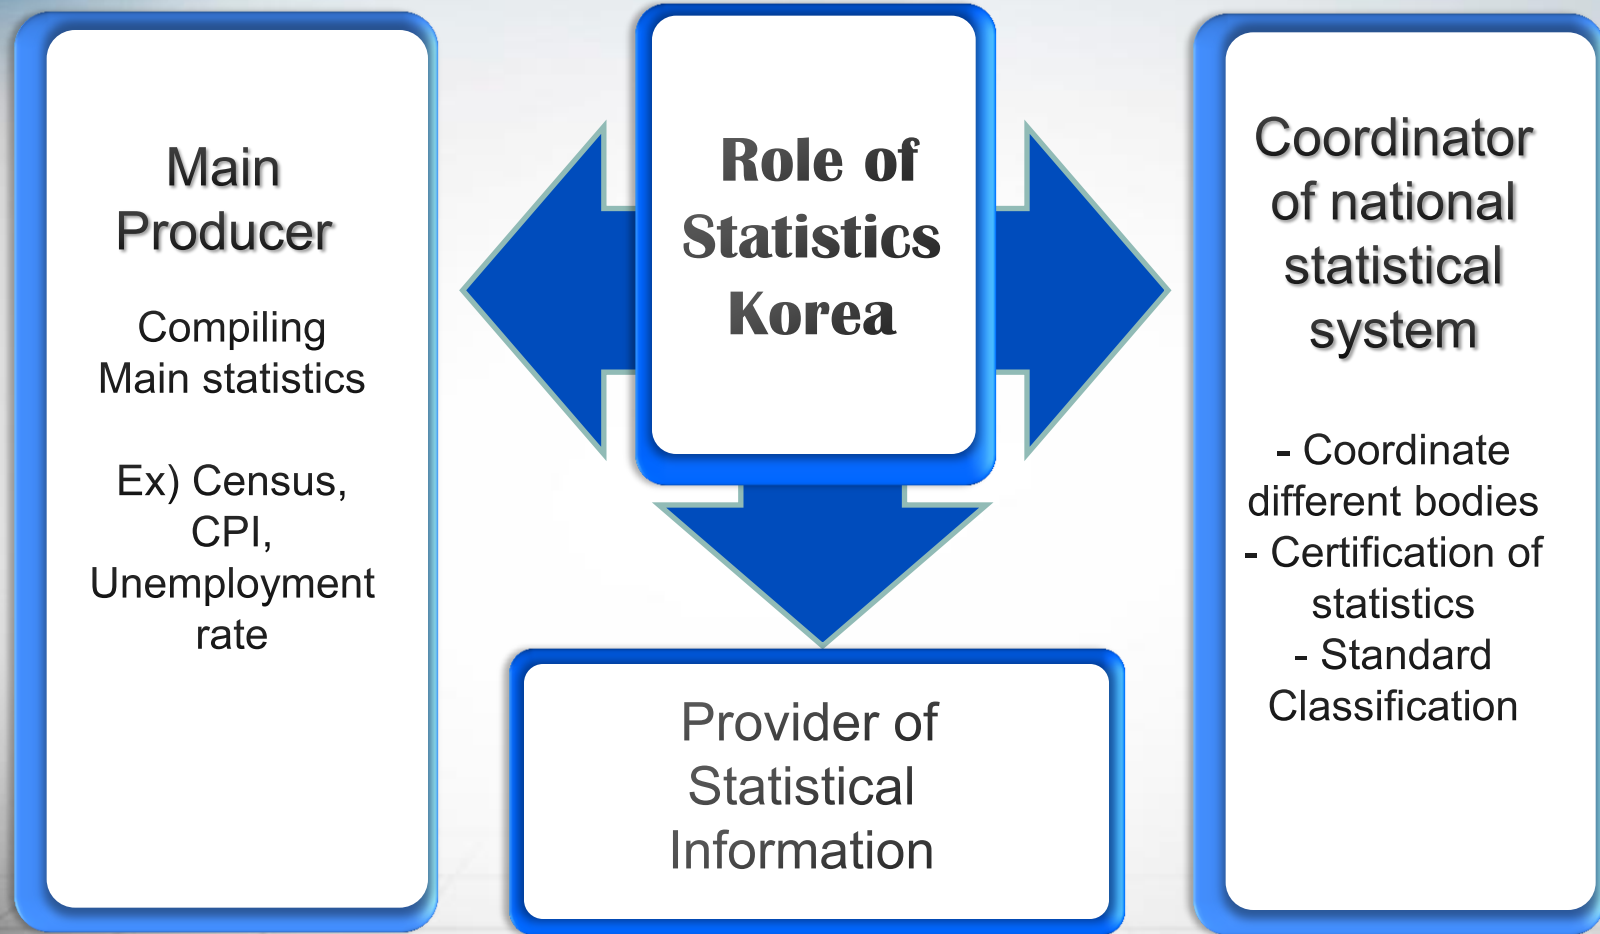 Role of
Statistics
Korea
Main
Producer
Compiling
Main statistics
Ex) Census,
CPI,
Unemployment
rate
Coordinator
of national
statistical
system
- Coordinate
different bodies
- Certification of
statistics
- Standard
Classification
Provider of
Statistical
Information